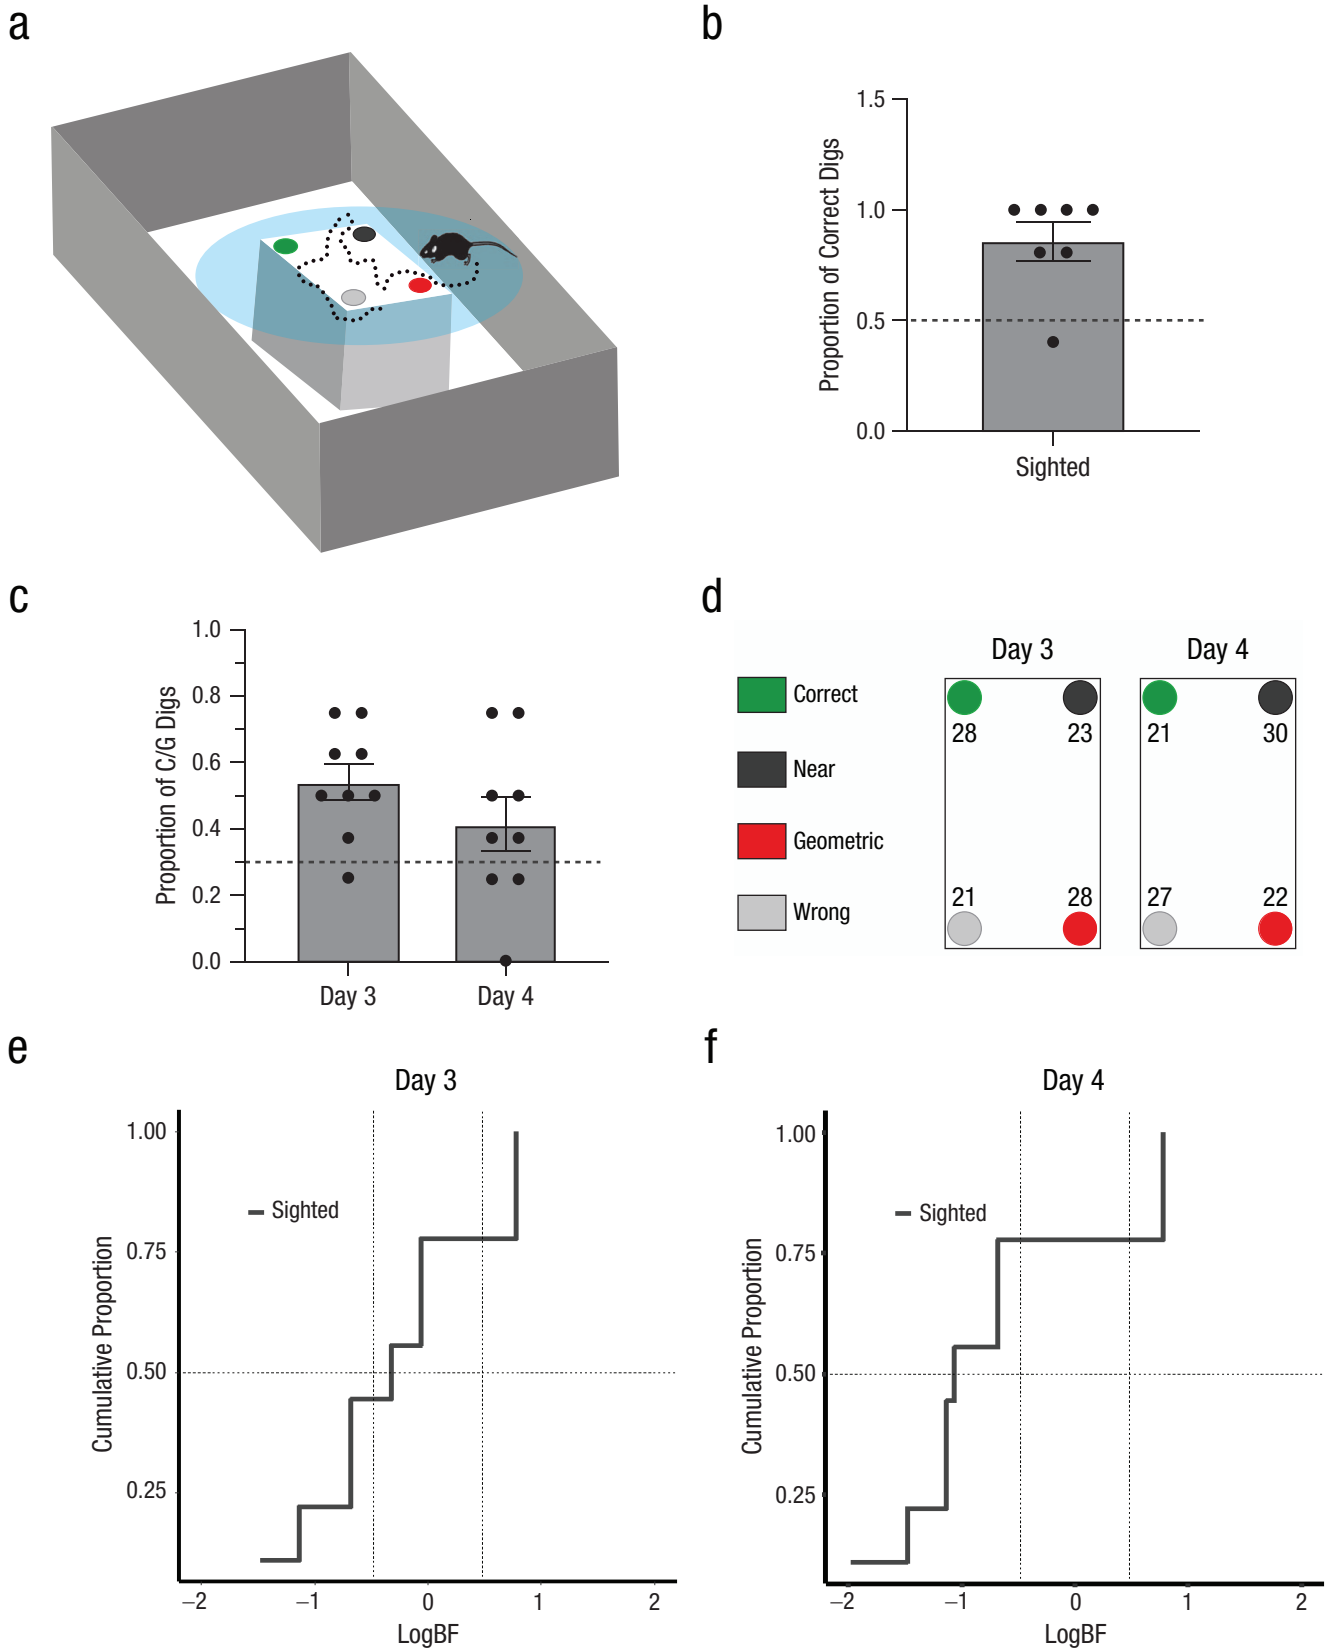 a
b
1.5
1.0
0.5
0.0
Proportion of Correct Digs
Sighted
c
1.0
0.8
0.6
0.4
0.2
0.0
Proportion of C/G Digs
Day 3
Day 4
d
Correct
Near
Geometric
Wrong
Day 3
28
23
21
28
Day 4
21
30
27
22
e
Day 3
1.00
0.75
0.50
0.25
Cumulative Proportion
Sighted
−2
−1
0
1
2
LogBF
f
Day 4
1.00
0.75
0.50
0.25
Cumulative Proportion
Sighted
−2
−1
0
1
2
LogBF